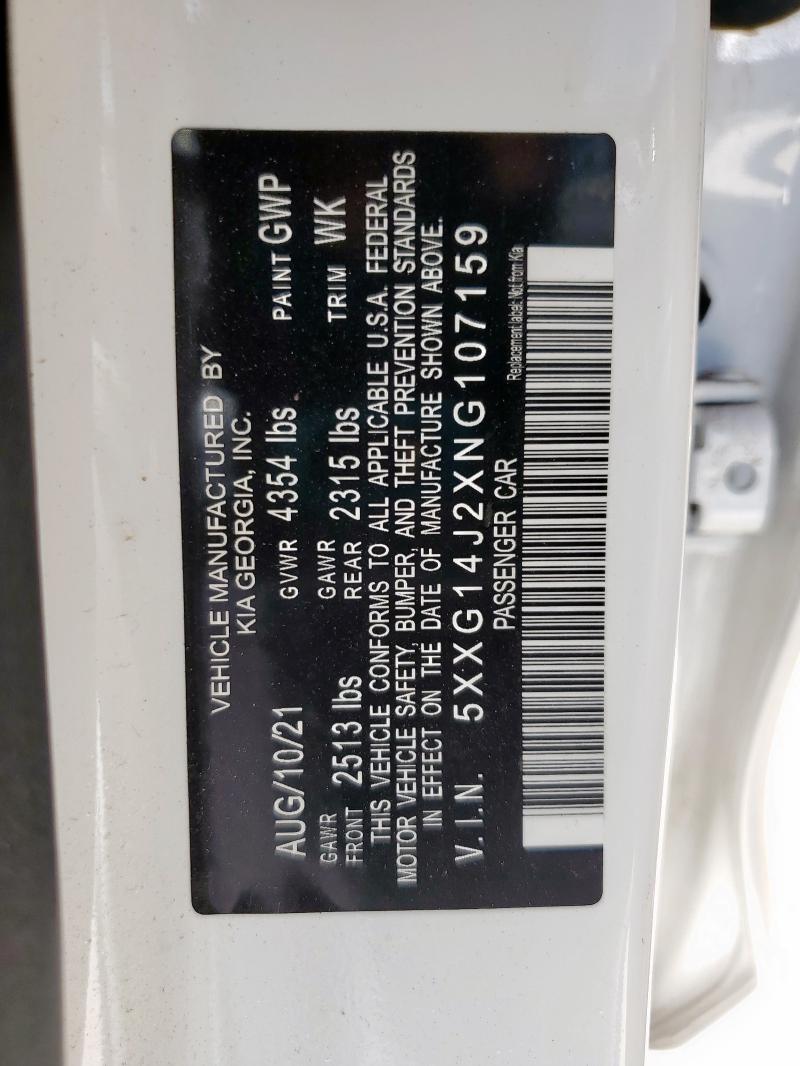 VEHICLE MANUFACTURED BY
KIA GEORGIA, INC.
AUG/10/21 GVWR 4354 lbs PAINT GWP
GAWR FRONT 2513 lbs GAWR REAR 2315 lbs TRIM WK
THIS VEHICLE CONFORMS TO ALL APPLICABLE U.S.A. FEDERAL
MOTOR VEHICLE SAFETY, BUMPER, AND THEFT PREVENTION STANDARDS
IN EFFECT ON THE DATE OF MANUFACTURE SHOWN ABOVE.
V.I.N. 5XXG14J2XNG107159
PASSENGER CAR
Replacement label: Not from Kia